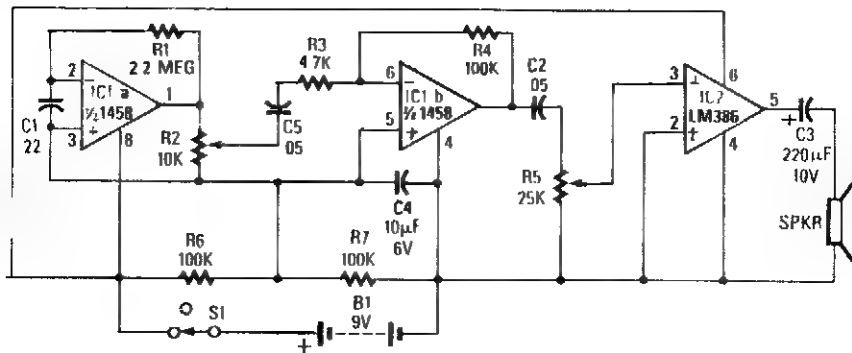 R1
2 2 MEG
2
IC1 a
½ 1458
1
3
+
8
C1
22
R2
10K
R3
4 7K
C5
05
R4
100K
6
IC1 b
½ 1458
5
+
4
C2
05
C4
10µF
6V
R5
25K
3
6
LM386
2
+
4
5
+
C3
220µF
10V
SPKR
R6
100K
R7
100K
S1
B1
9V
+